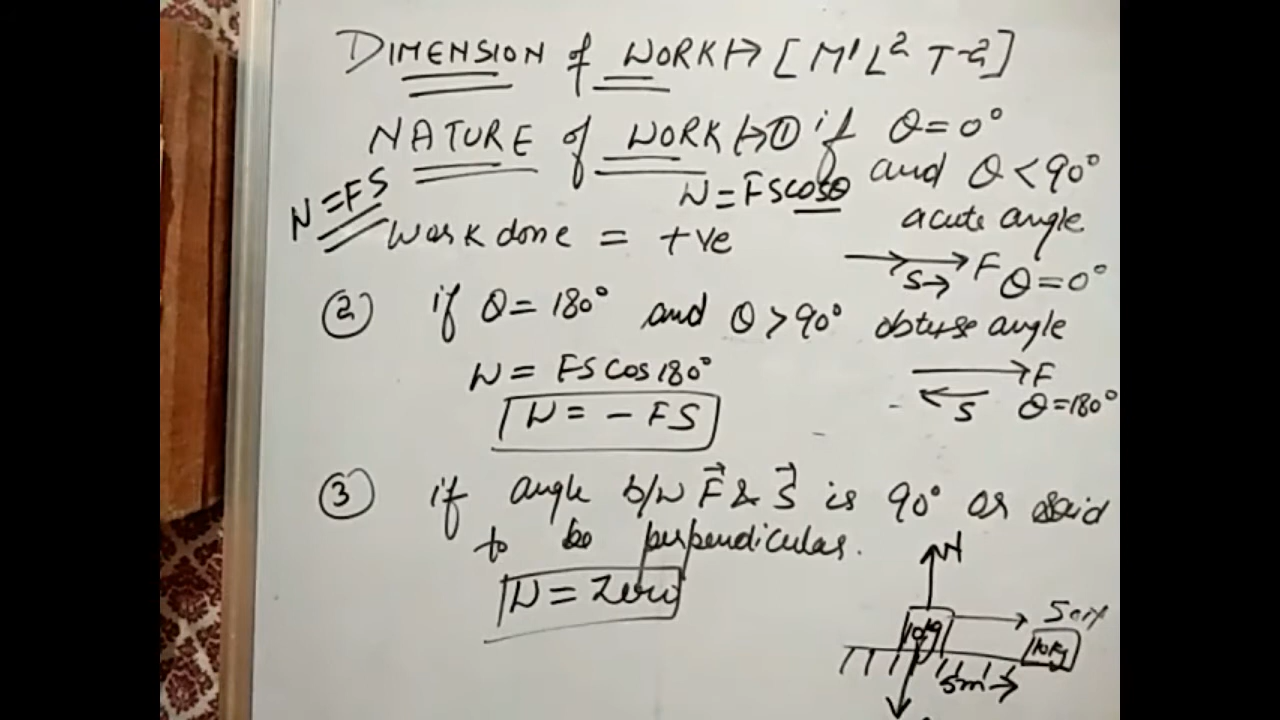 DIMENSION of WORK → [M¹L² T⁻²]
NATURE of WORK → ① if θ = 0°
and θ < 90°
W = FS
W = FS cosθ
acute angle
Work done = +ve
F
S→ θ = 0°
② if θ = 180° and θ > 90° obtuse angle
W = FS cos 180°
F
S θ = 180°
W = - FS
③ if angle b/w F⃗ & S⃗ is 90° or said
to be perpendicular.
W = Zero
N
10kg
10kg
5m →